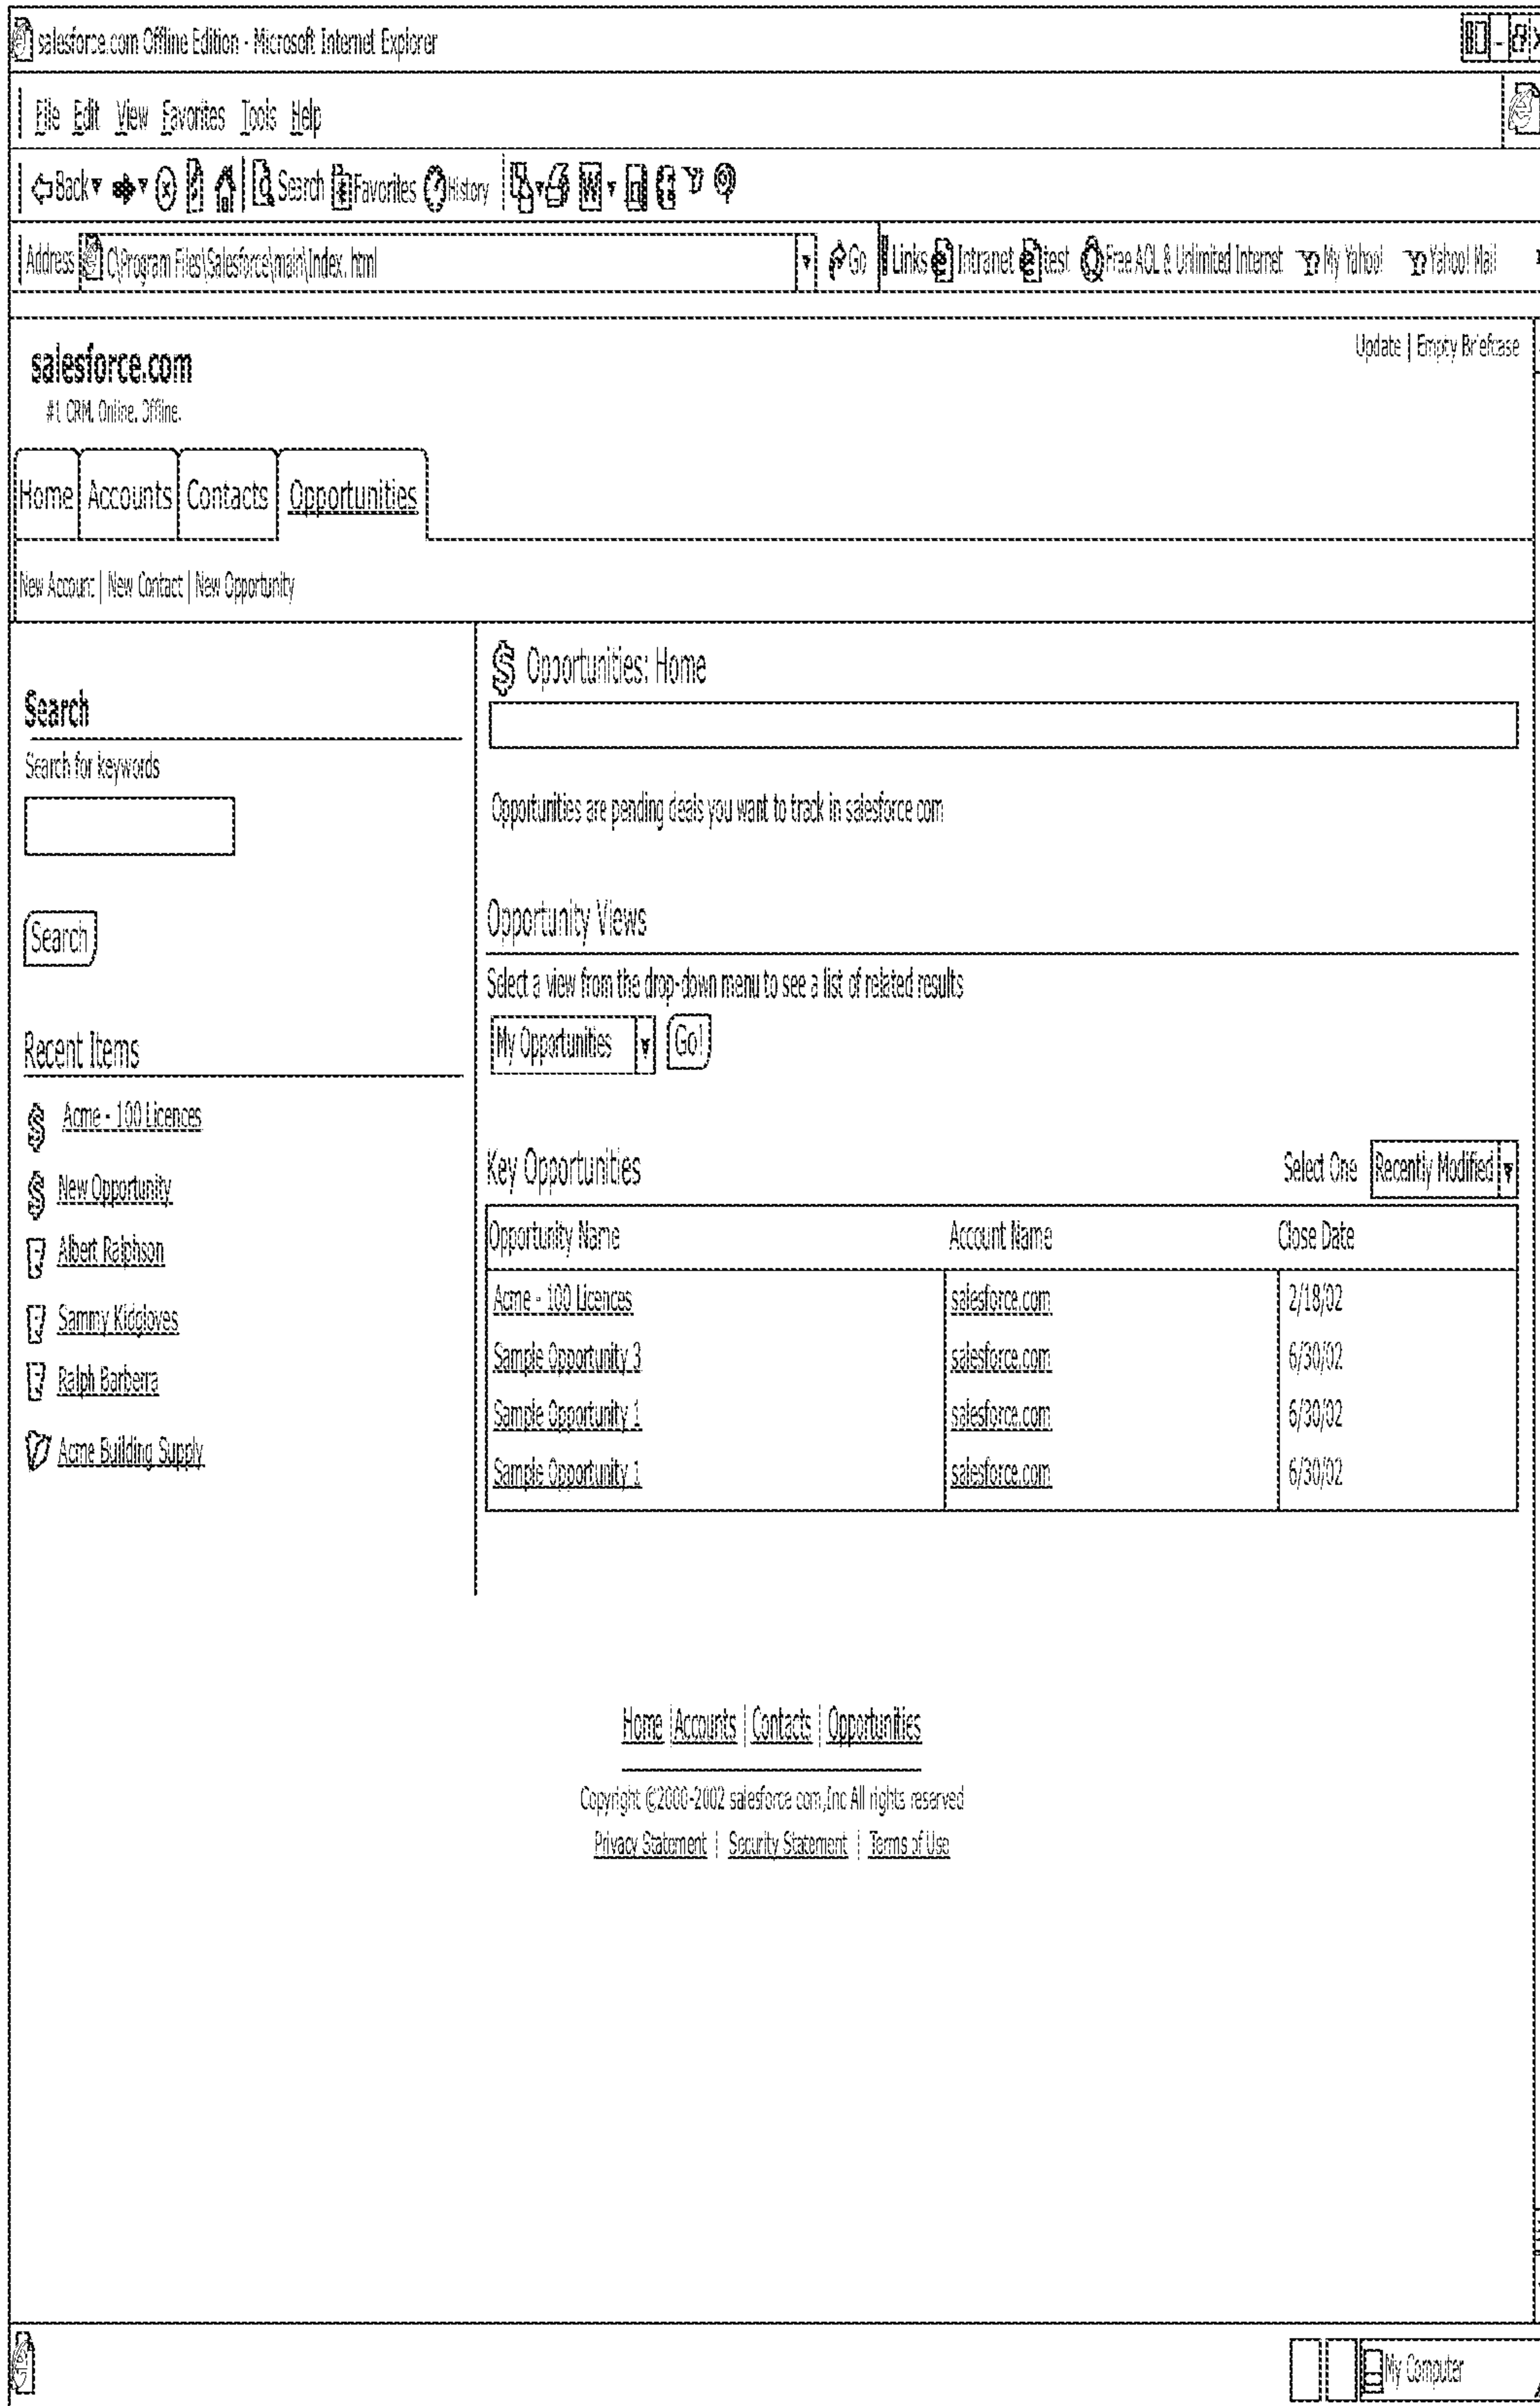 salesforce.com Offline Edition - Microsoft Internet Explorer
File Edit View Favorites Tools Help
Back Search Favorites History W
Address C\Program Files\Salesforce\main\Index. html Go Links Intranet test Free AOL & Unlimited Internet My Yahoo! Yahoo! Mail
Update | Empty Briefcase
salesforce.com
#1 CRM. Online. Offline.
Home Accounts Contacts Opportunities
New Account | New Contact | New Opportunity
Search
Search for keywords
Search
Recent Items
$ Acme - 100 Licences
$ New Opportunity
Albert Ralphson
Sammy Kidgloves
Ralph Barberra
Acme Building Supply
$ Opportunities: Home
Opportunities are pending deals you want to track in salesforce com
Opportunity Views
Select a view from the drop-down menu to see a list of related results
My Opportunities Go!
Key Opportunities Select One Recently Modified
Opportunity Name Account Name Close Date
Acme - 100 Licences salesforce.com 2/18/02
Sample Opportunity 3 salesforce.com 6/30/02
Sample Opportunity 1 salesforce.com 6/30/02
Sample Opportunity 1 salesforce.com 6/30/02
Home | Accounts | Contacts | Opportunities
Copyright ©2000-2002 salesforce com,Inc All rights reserved
Privacy Statement | Security Statement | Terms of Use
My Computer